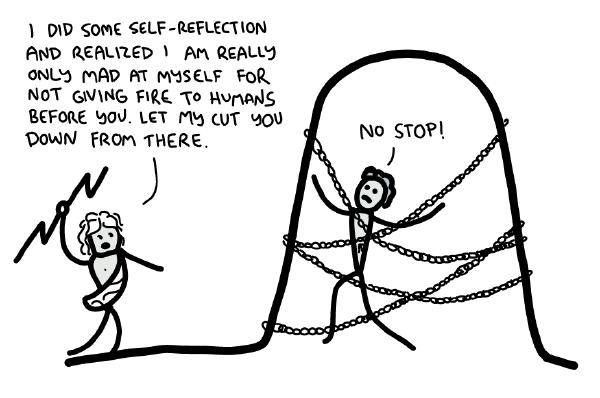 I DID SOME SELF-REFLECTION
AND REALIZED I AM REALLY
ONLY MAD AT MYSELF FOR
NOT GIVING FIRE TO HUMANS
BEFORE YOU. LET MY CUT YOU
DOWN FROM THERE.
NO STOP!